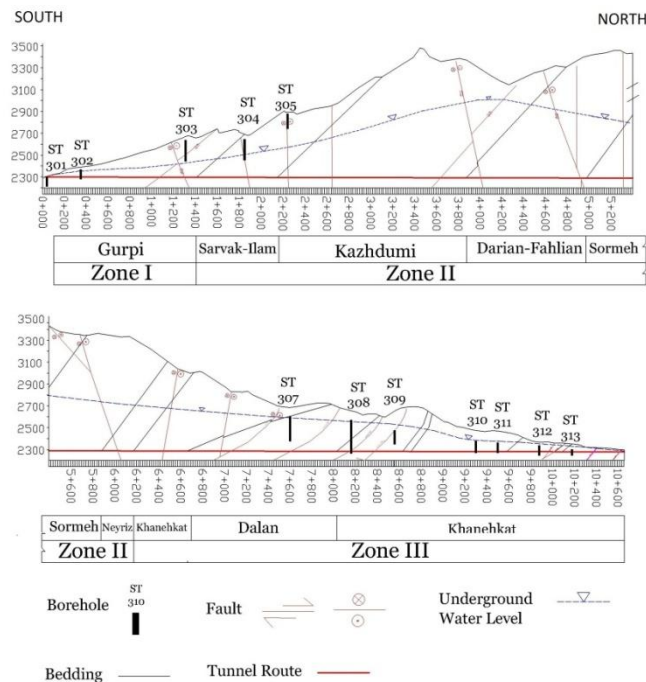 SOUTH
NORTH
3500
3300
3100
2900
2700
2500
2300
ST
301
ST
302
ST
303
ST
304
ST
305
0+000 0+200 0+400 0+600 0+800 1+000 1+200 1+400 1+600 1+800 2+000 2+200 2+400 2+600 2+800 3+000 3+200 3+400 3+600 3+800 4+000 4+200 4+400 4+600 4+800 5+000 5+200
Gurpi Sarvak-Ilam Kazhdumi Darian-Fahlian Sormeh
Zone I Zone II
3500
3300
3100
2900
2700
2500
2300
ST
307
ST
308
ST
309
ST
310
ST
311
ST
312
ST
313
5+600 5+800 6+000 6+200 6+400 6+600 6+800 7+000 7+200 7+400 7+600 7+800 8+000 8+200 8+400 8+600 8+800 9+000 9+200 9+400 9+600 9+800 10+000 10+200 10+400 10+600
Sormeh Neyriz Khanehkat Dalan Khanehkat
Zone II Zone III
Borehole
ST
310
Fault
Underground
Water Level
Bedding
Tunnel Route